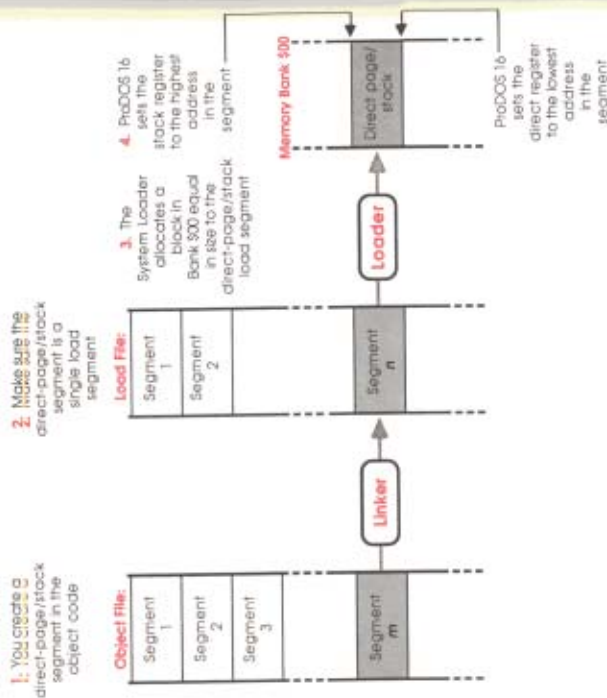 1. You create a
direct-page/stack
segment in the
object code
Object File:
Segment
1
Segment
2
Segment
3
Segment
m
Linker
2. Make sure the
direct-page/stack
segment is a
single load
segment
Load File:
Segment
1
Segment
2
Segment
n
Loader
3. The
System Loader
allocates a
block in
Bank $00 equal
in size to the
direct-page/stack
load segment
4. ProDOS 16
sets the
stack register
to the highest
address
in the
segment
Memory Bank $00
Direct page/
stack
ProDOS 16
sets the
direct register
to the lowest
address
in the
segment